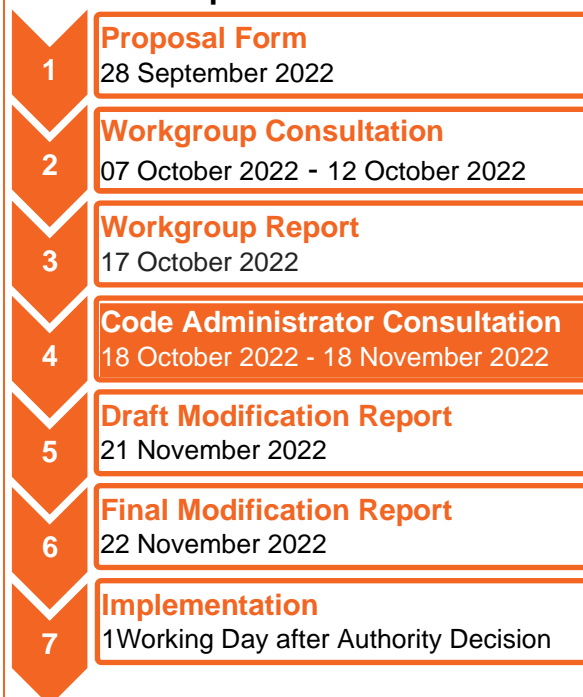 1
Proposal Form
28 September 2022
2
Workgroup Consultation
07 October 2022 - 12 October 2022
3
Workgroup Report
17 October 2022
4
Code Administrator Consultation
18 October 2022 - 18 November 2022
5
Draft Modification Report
21 November 2022
6
Final Modification Report
22 November 2022
7
Implementation
1Working Day after Authority Decision